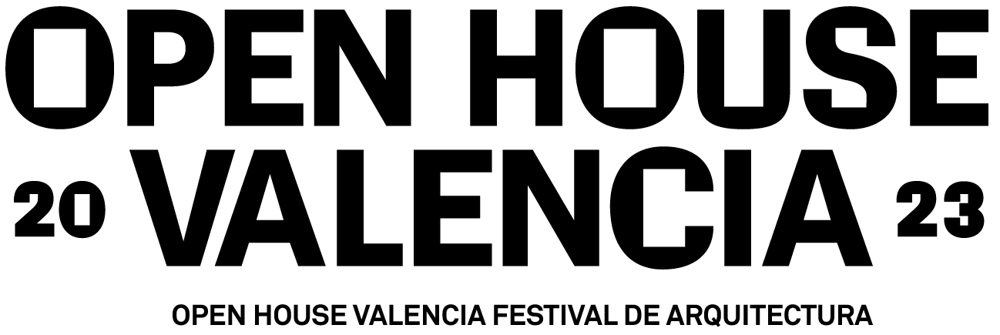 OPEN HOUSE
20 VALENCIA 23
OPEN HOUSE VALENCIA FESTIVAL DE ARQUITECTURA